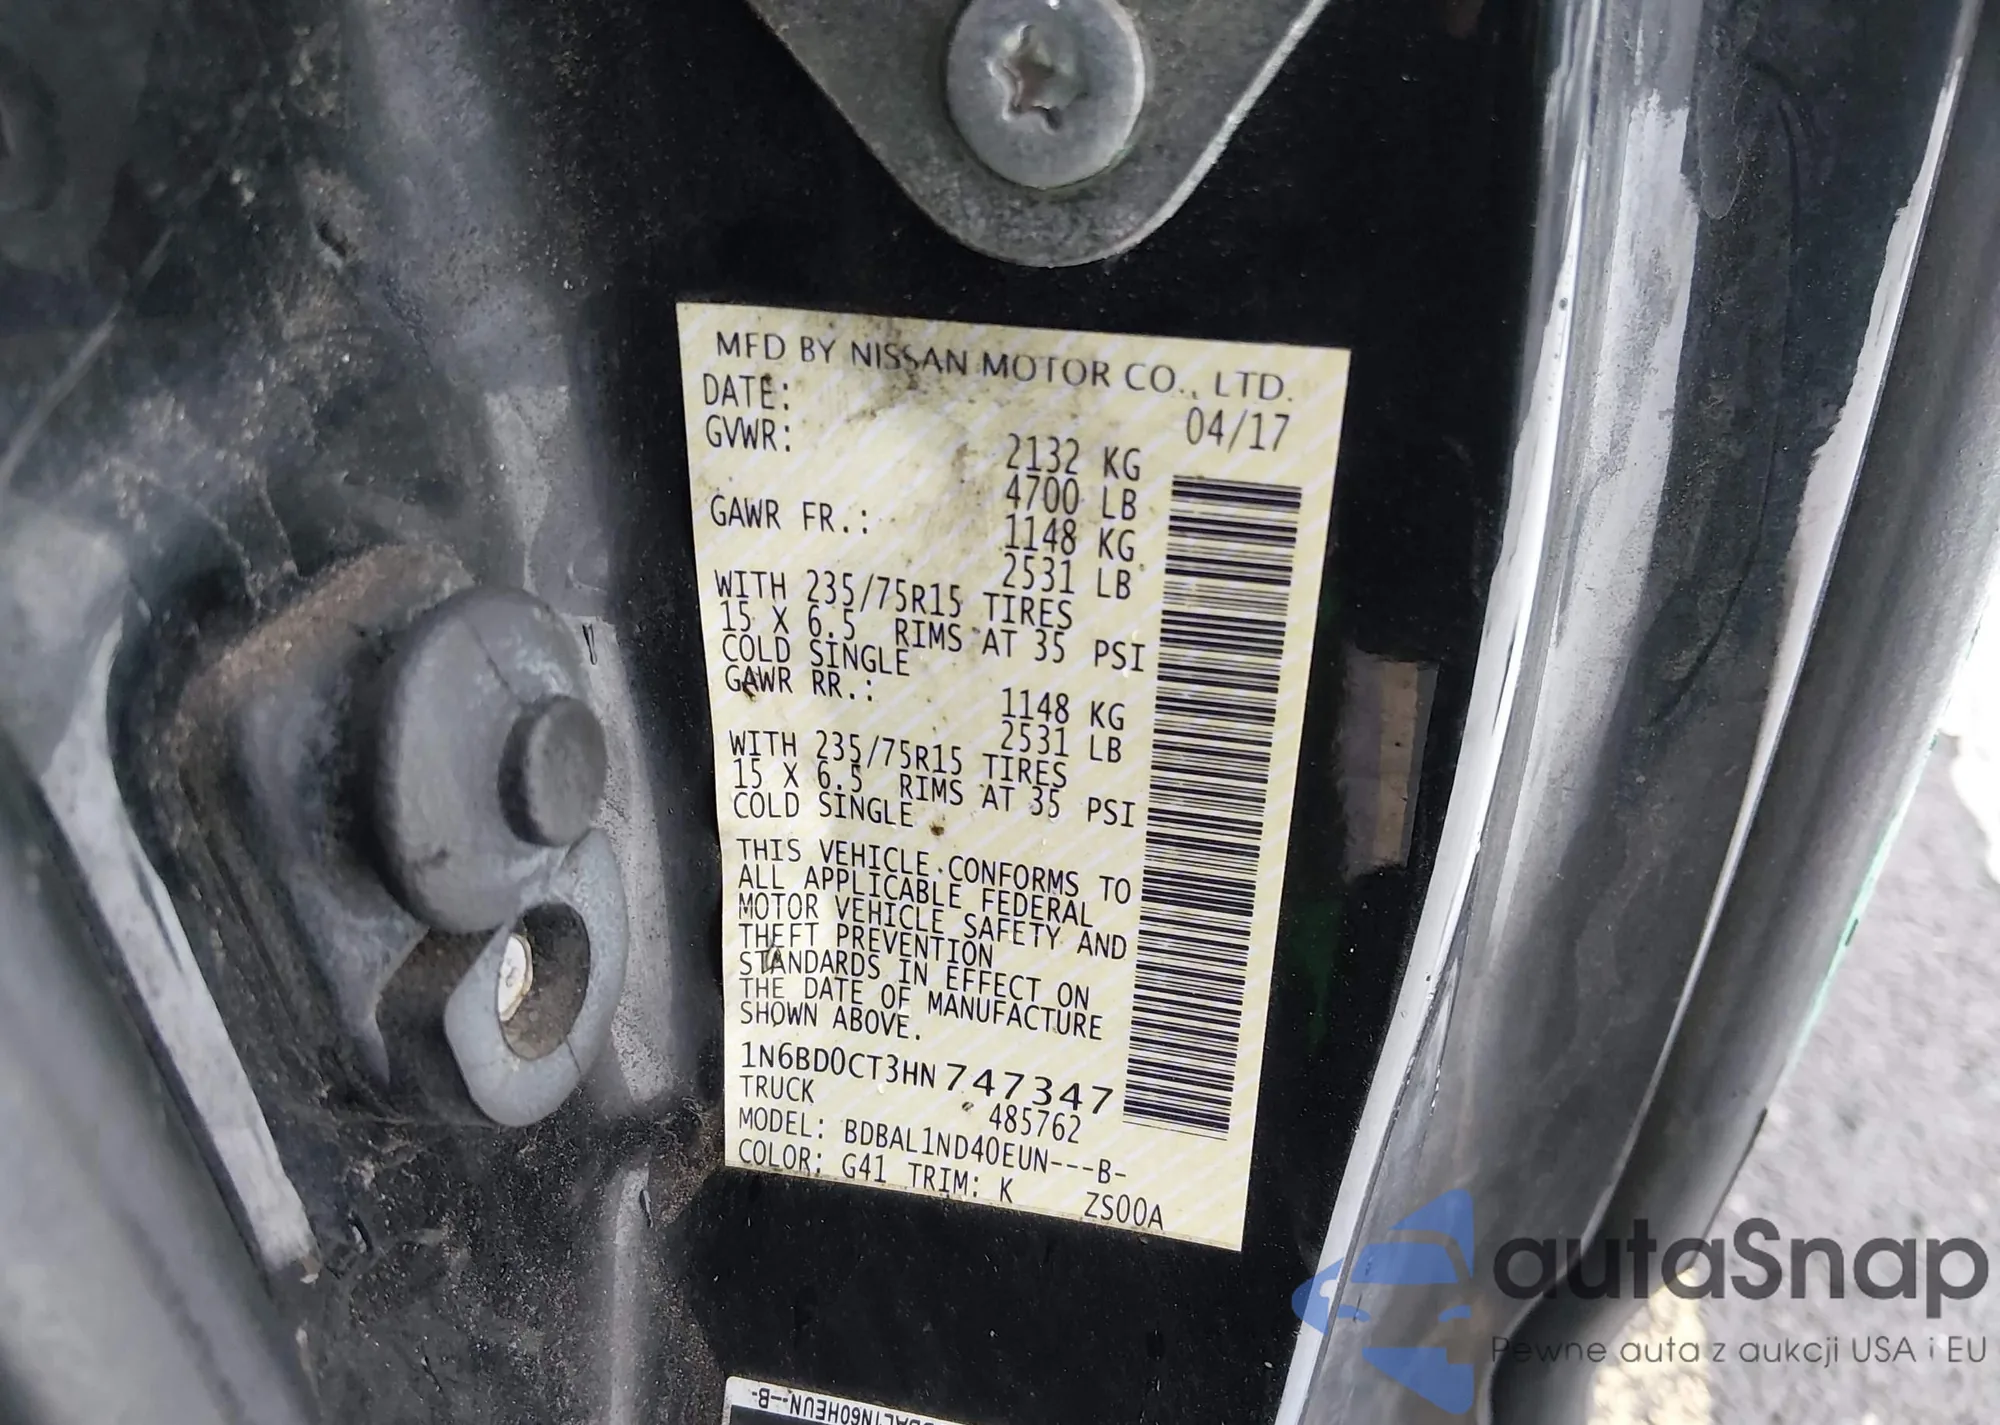 MFD BY NISSAN MOTOR CO., LTD.
DATE: 04/17
GVWR: 2132 KG
4700 LB
GAWR FR.: 1148 KG
2531 LB
WITH 235/75R15 TIRES
15 X 6.5 RIMS AT 35 PSI
COLD SINGLE
GAWR RR.: 1148 KG
2531 LB
WITH 235/75R15 TIRES
15 X 6.5 RIMS AT 35 PSI
COLD SINGLE
THIS VEHICLE CONFORMS TO
ALL APPLICABLE FEDERAL
MOTOR VEHICLE SAFETY AND
THEFT PREVENTION
STANDARDS IN EFFECT ON
THE DATE OF MANUFACTURE
SHOWN ABOVE.
1N6BD0CT3HN747347
TRUCK 485762
MODEL: BDBAL1ND40EUN---B-
COLOR: G41 TRIM: K ZS00A
autaSnap
Pewne auta z aukcji USA i EU